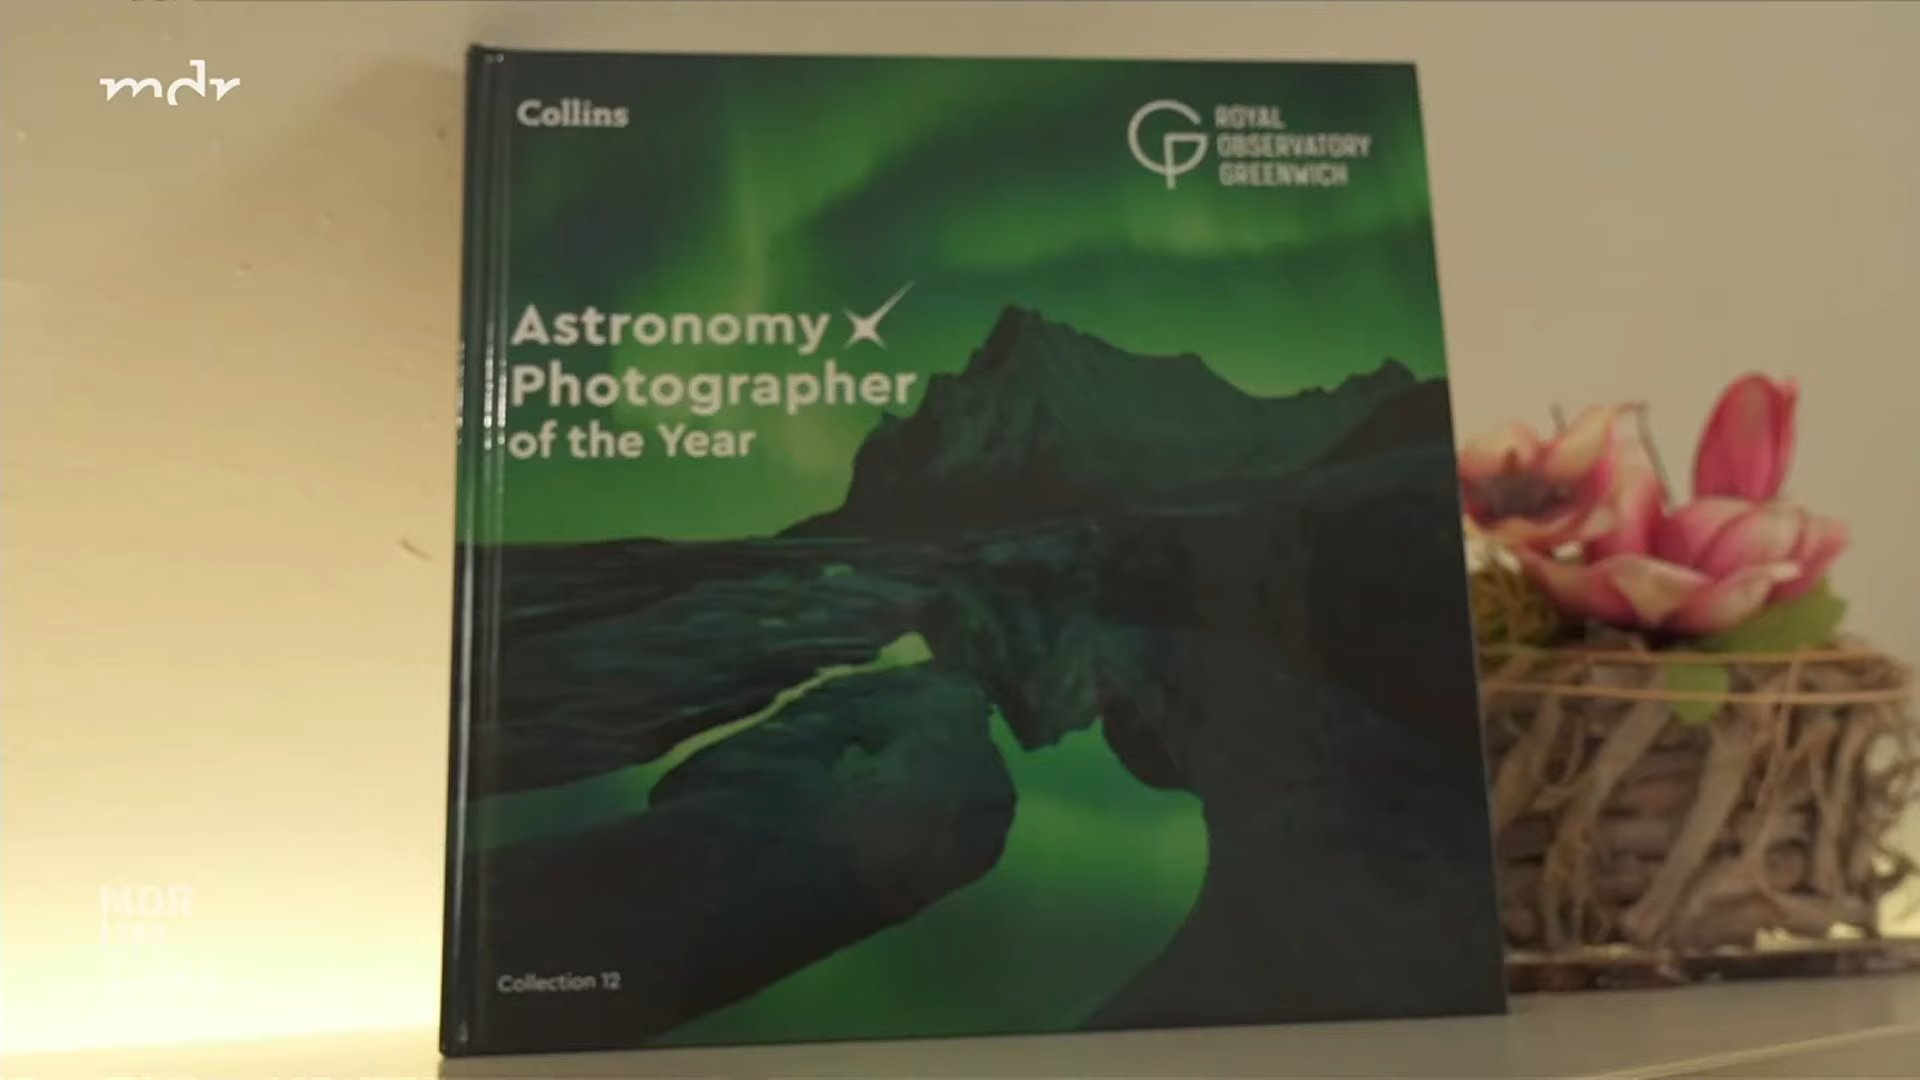 mdr
Collins
ROYAL
OBSERVATORY
GREENWICH
Astronomy
Photographer
of the Year
Collection 12
MDR